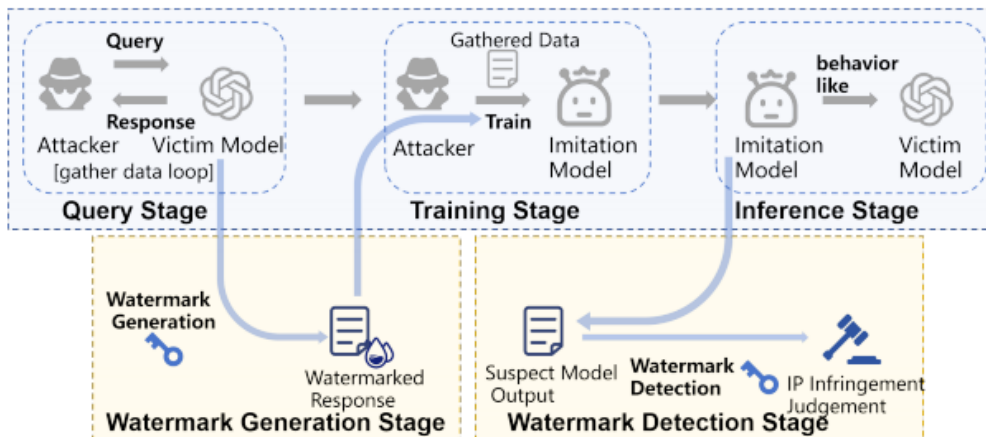 Query
Response
Attacker
Victim Model
[gather data loop]
Query Stage
Gathered Data
Train
Attacker
Imitation
Model
Training Stage
behavior
like
Imitation
Model
Victim
Model
Inference Stage
Watermark
Generation
Watermarked
Response
Watermark Generation Stage
Suspect Model
Output
Watermark
Detection
IP Infringement
Judgement
Watermark Detection Stage